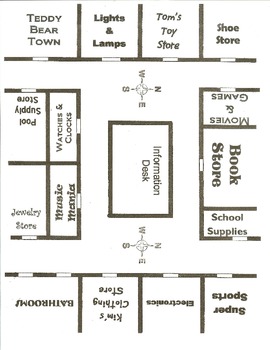 Shoe
Store
MOVIES
&
GAMES
Book
Store
School
Supplies
Super
Sports
Tom's
Toy
Store
Electronics
N
W
E
S
Information
Desk
N
W
E
S
Lights
&
Lamps
Kim's
Clothing
Store
TEDDY
BEAR
TOWN
WATCHES &
CLOCKS
Music
Mania
BATHROOMS
Pool
Supply
Store
Jewelry
Store